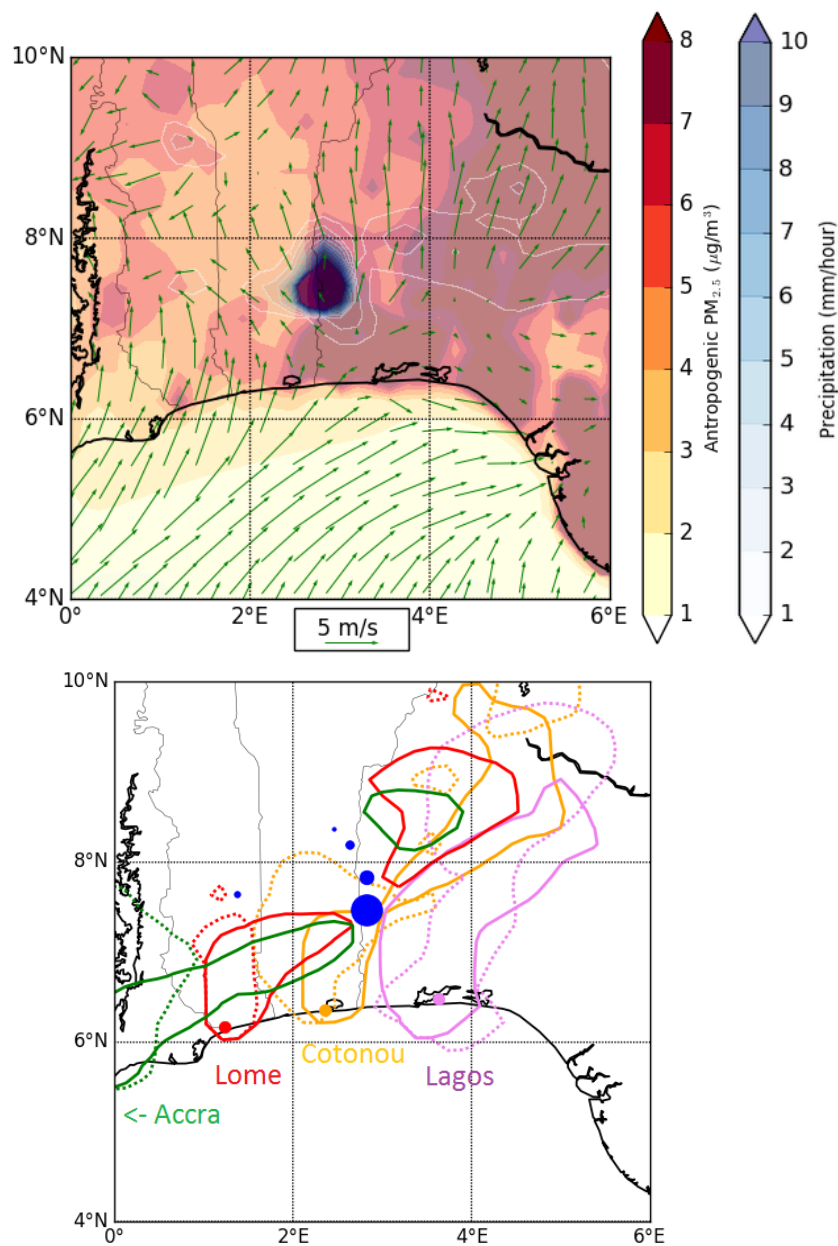 10°N
8°N
6°N
4°N
0°
2°E
4°E
6°E
5 m/s
8
7
6
5
4
3
2
1
Antropogenic PM2.5 (μg/m³)
10
9
8
7
6
5
4
3
2
1
Precipitation (mm/hour)
10°N
8°N
6°N
4°N
Cotonou
Lome
Lagos
<- Accra
0°
2°E
4°E
6°E